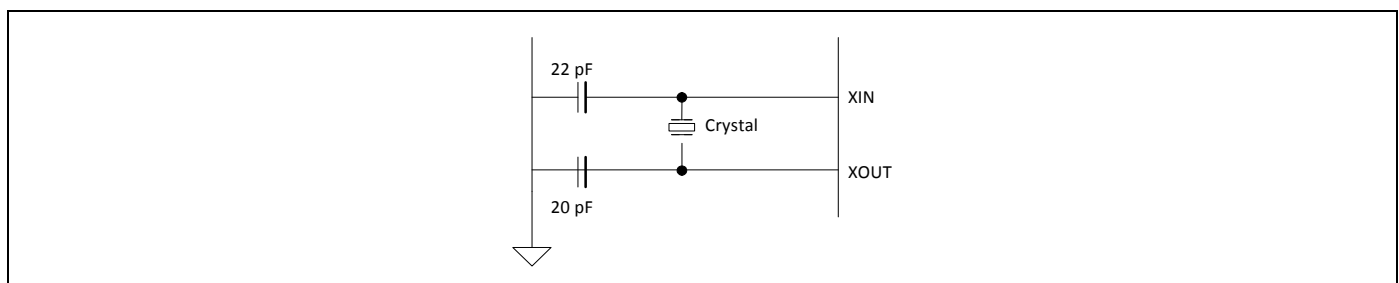 22 pF
XIN
Crystal
XOUT
20 pF